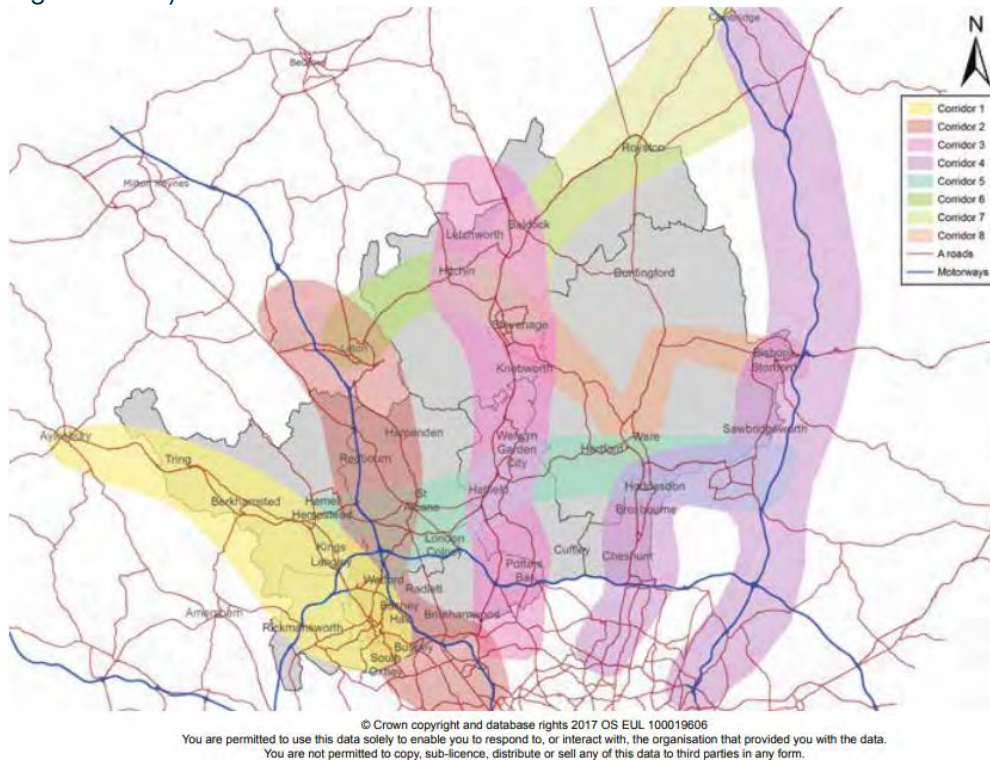 Cambridge
N
Bedford
Corridor 1
Corridor 2
Corridor 3
Corridor 4
Corridor 5
Corridor 6
Corridor 7
Corridor 8
A roads
Motorways
Royston
Milton Keynes
Baldock
Letchworth
Hitchin
Buntingford
Stevenage
Luton
Bishop's
Stortford
Knebworth
Harpenden
Sawbridgeworth
Aylesbury
Welwyn
Garden
City
Ware
Hertford
Redbourn
Tring
Hatfield
Hoddesdon
Berkhamsted
Hemel
Hempstead
St
Albans
Broxbourne
London
Colney
Kings
Langley
Cuffley
Cheshunt
Potters
Bar
Watford
Radlett
Amersham
Bushey
Hall
Borehamwood
Rickmansworth
Bushey
South
Oxhey
© Crown copyright and database rights 2017 OS EUL 100019606
You are permitted to use this data solely to enable you to respond to, or interact with, the organisation that provided you with the data.
You are not permitted to copy, sub-licence, distribute or sell any of this data to third parties in any form.